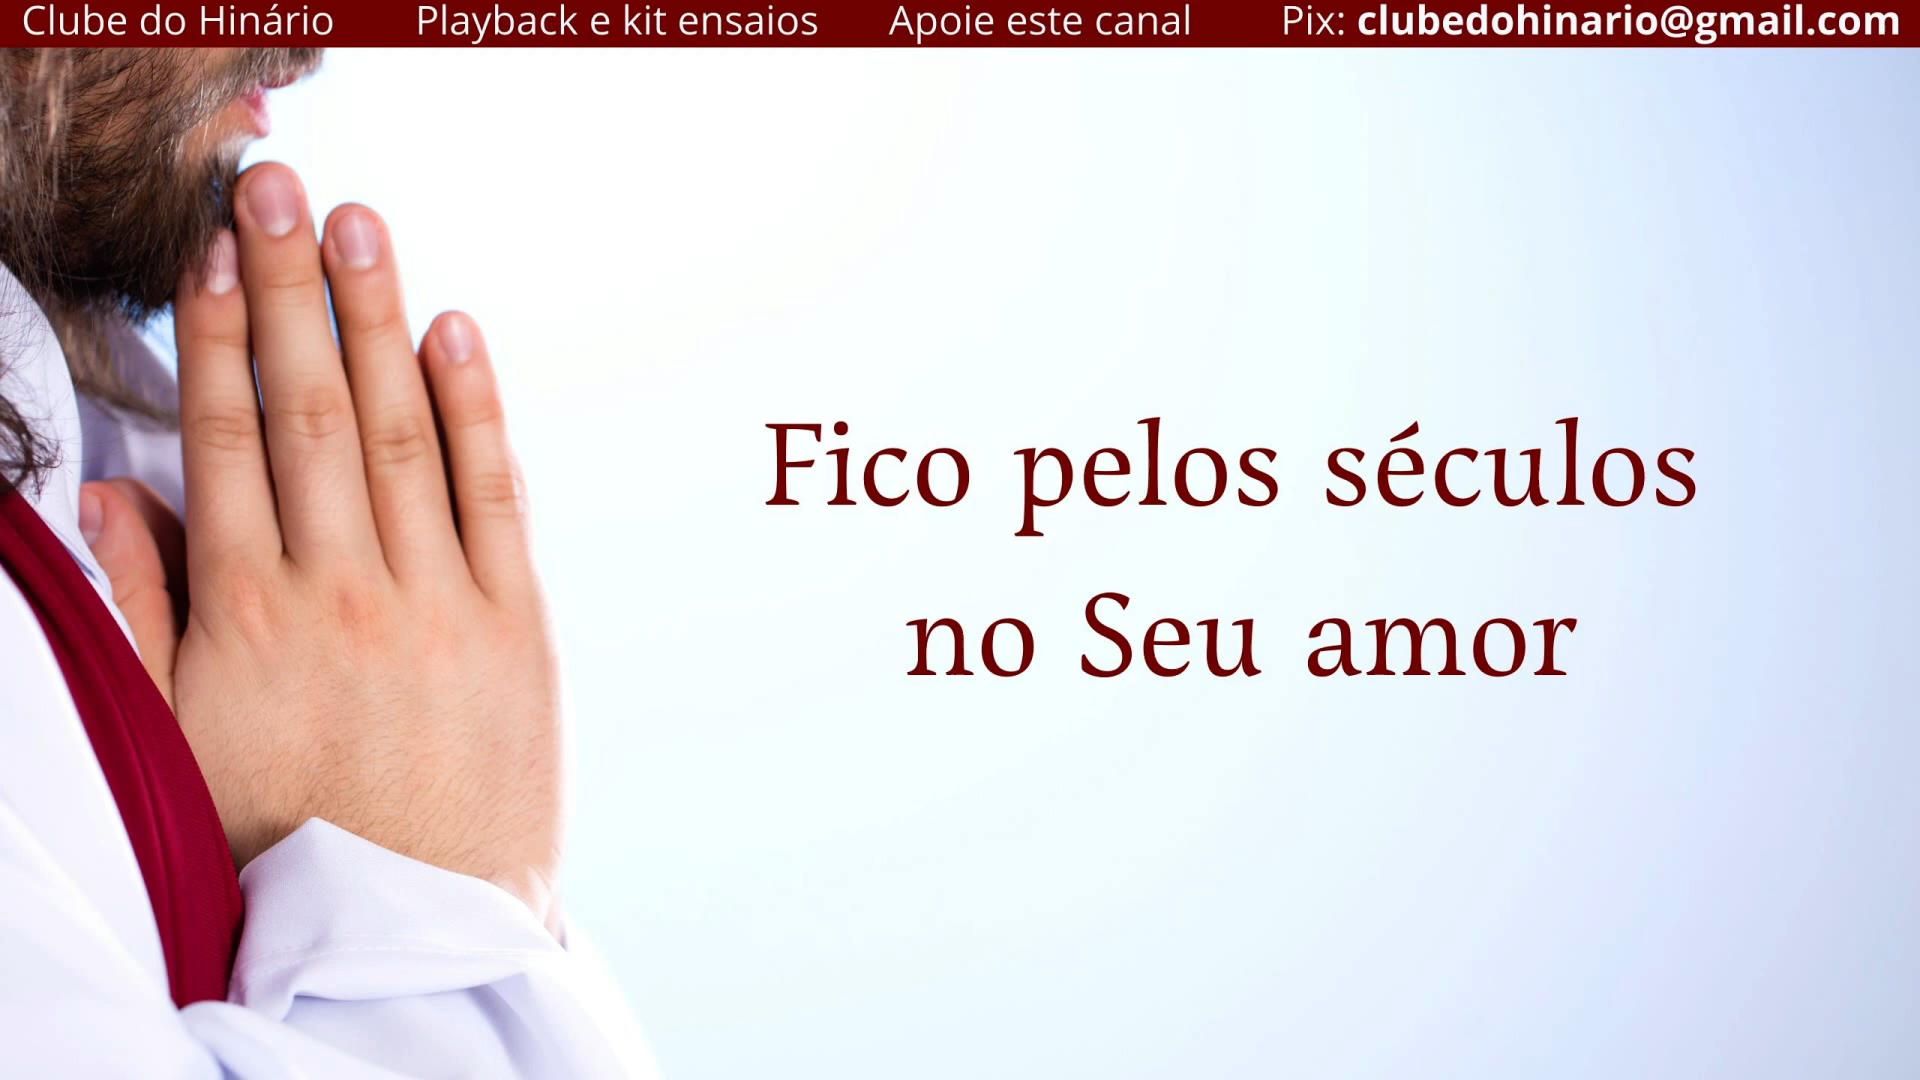 Clube do Hinário Playback e kit ensaios Apoie este canal Pix: clubedohinario@gmail.com
Fico pelos séculos
no Seu amor